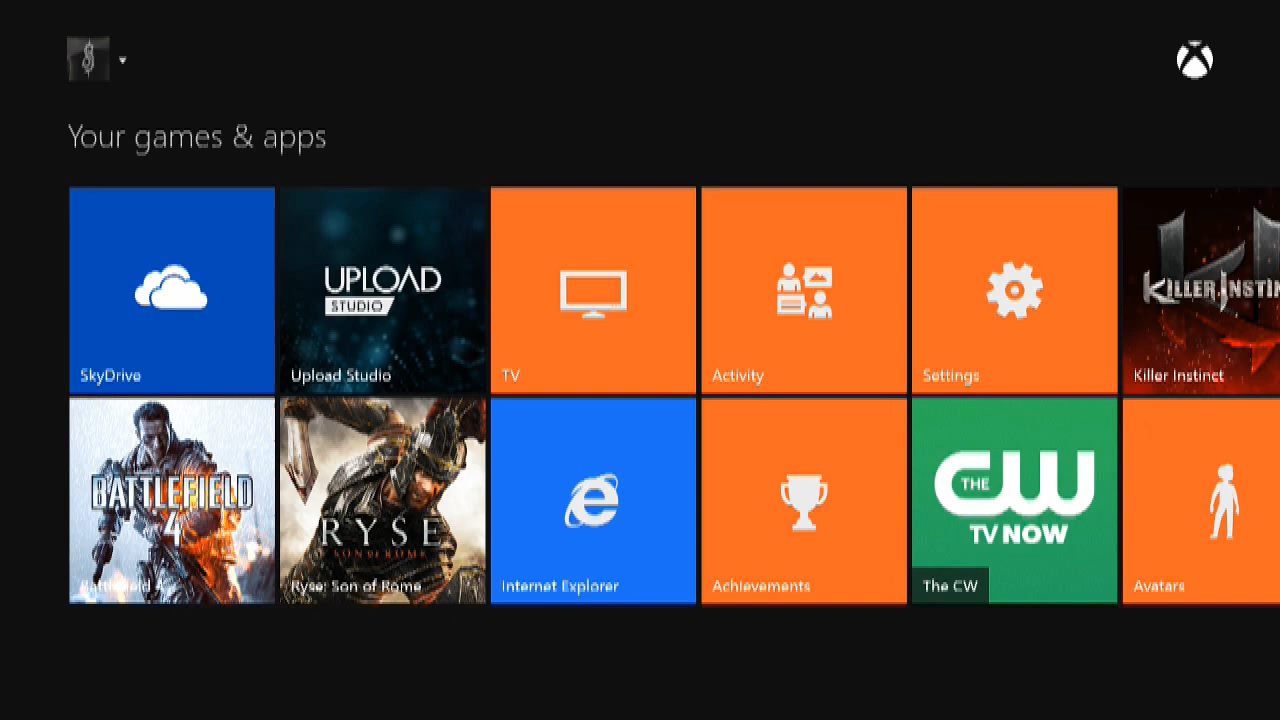 Your games & apps
UPLOAD
STUDIO
KILLER INSTIN
SkyDrive
Upload Studio
TV
Activity
Settings
Killer Instinct
BATTLEFIELD
4
RYSE
SON OF ROME
THE
CW
TV NOW
Battlefield 4
Ryse: Son of Rome
Internet Explorer
Achievements
The CW
Avatars